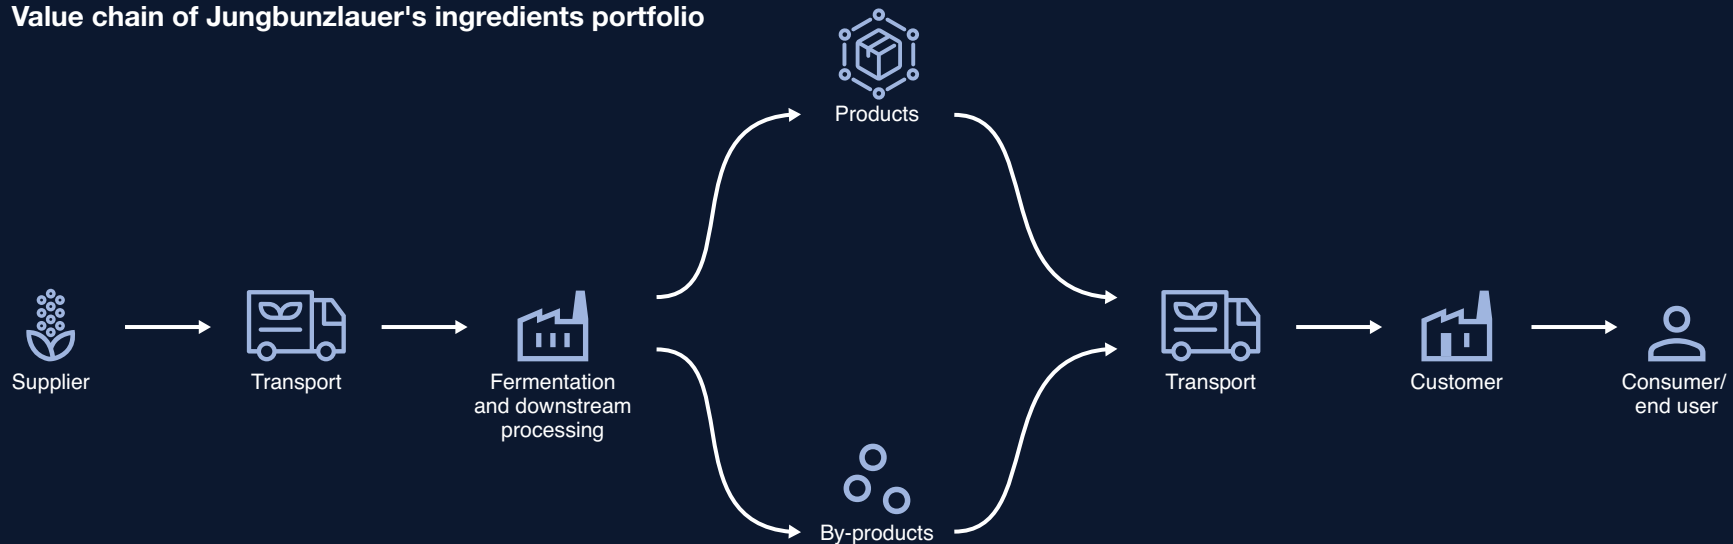 Value chain of Jungbunzlauer's ingredients portfolio
Products
Supplier
Transport
Fermentation
and downstream
processing
By-products
Transport
Customer
Consumer/
end user